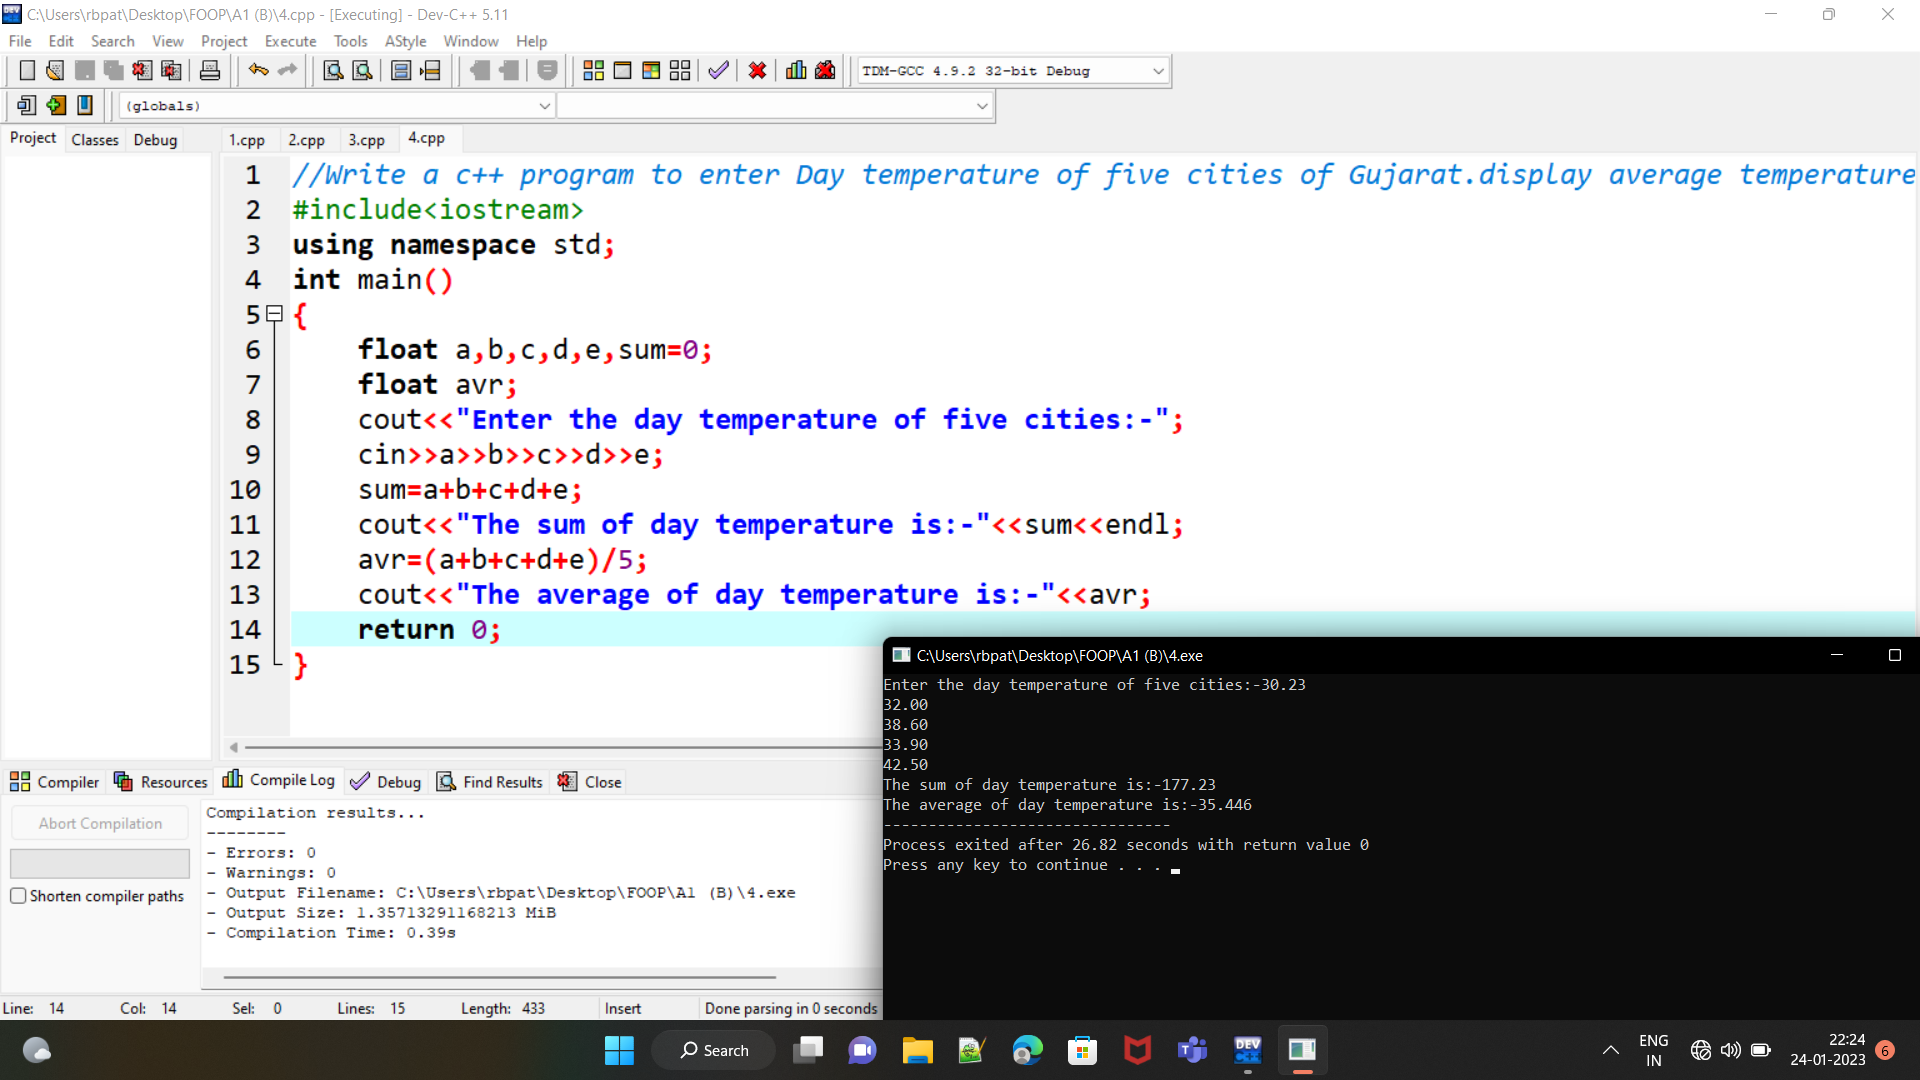 C:\Users\rbpat\Desktop\FOOP\A1 (B)\4.cpp - [Executing] - Dev-C++ 5.11
File Edit Search View Project Execute Tools AStyle Window Help
TDM-GCC 4.9.2 32-bit Debug
(globals)
Project Classes Debug 1.cpp 2.cpp 3.cpp 4.cpp
1 //Write a c++ program to enter Day temperature of five cities of Gujarat.display average temperature
2 #include<iostream>
3 using namespace std;
4 int main()
5 {
6 float a,b,c,d,e,sum=0;
7 float avr;
8 cout<<"Enter the day temperature of five cities:-";
9 cin>>a>>b>>c>>d>>e;
10 sum=a+b+c+d+e;
11 cout<<"The sum of day temperature is:-"<<sum<<endl;
12 avr=(a+b+c+d+e)/5;
13 cout<<"The average of day temperature is:-"<<avr;
14 return 0;
15 }
C:\Users\rbpat\Desktop\FOOP\A1 (B)\4.exe
Enter the day temperature of five cities:-30.23
32.00
38.60
33.90
42.50
The sum of day temperature is:-177.23
The average of day temperature is:-35.446
--------------------------------
Process exited after 26.82 seconds with return value 0
Press any key to continue . . .
Compiler Resources Compile Log Debug Find Results Close
Abort Compilation
Shorten compiler paths
Compilation results...
--------
- Errors: 0
- Warnings: 0
- Output Filename: C:\Users\rbpat\Desktop\FOOP\A1 (B)\4.exe
- Output Size: 1.35713291168213 MiB
- Compilation Time: 0.39s
Line: 14 Col: 14 Sel: 0 Lines: 15 Length: 433 Insert Done parsing in 0 seconds
Search
DEV C++
ENG
IN
22:24
24-01-2023
6